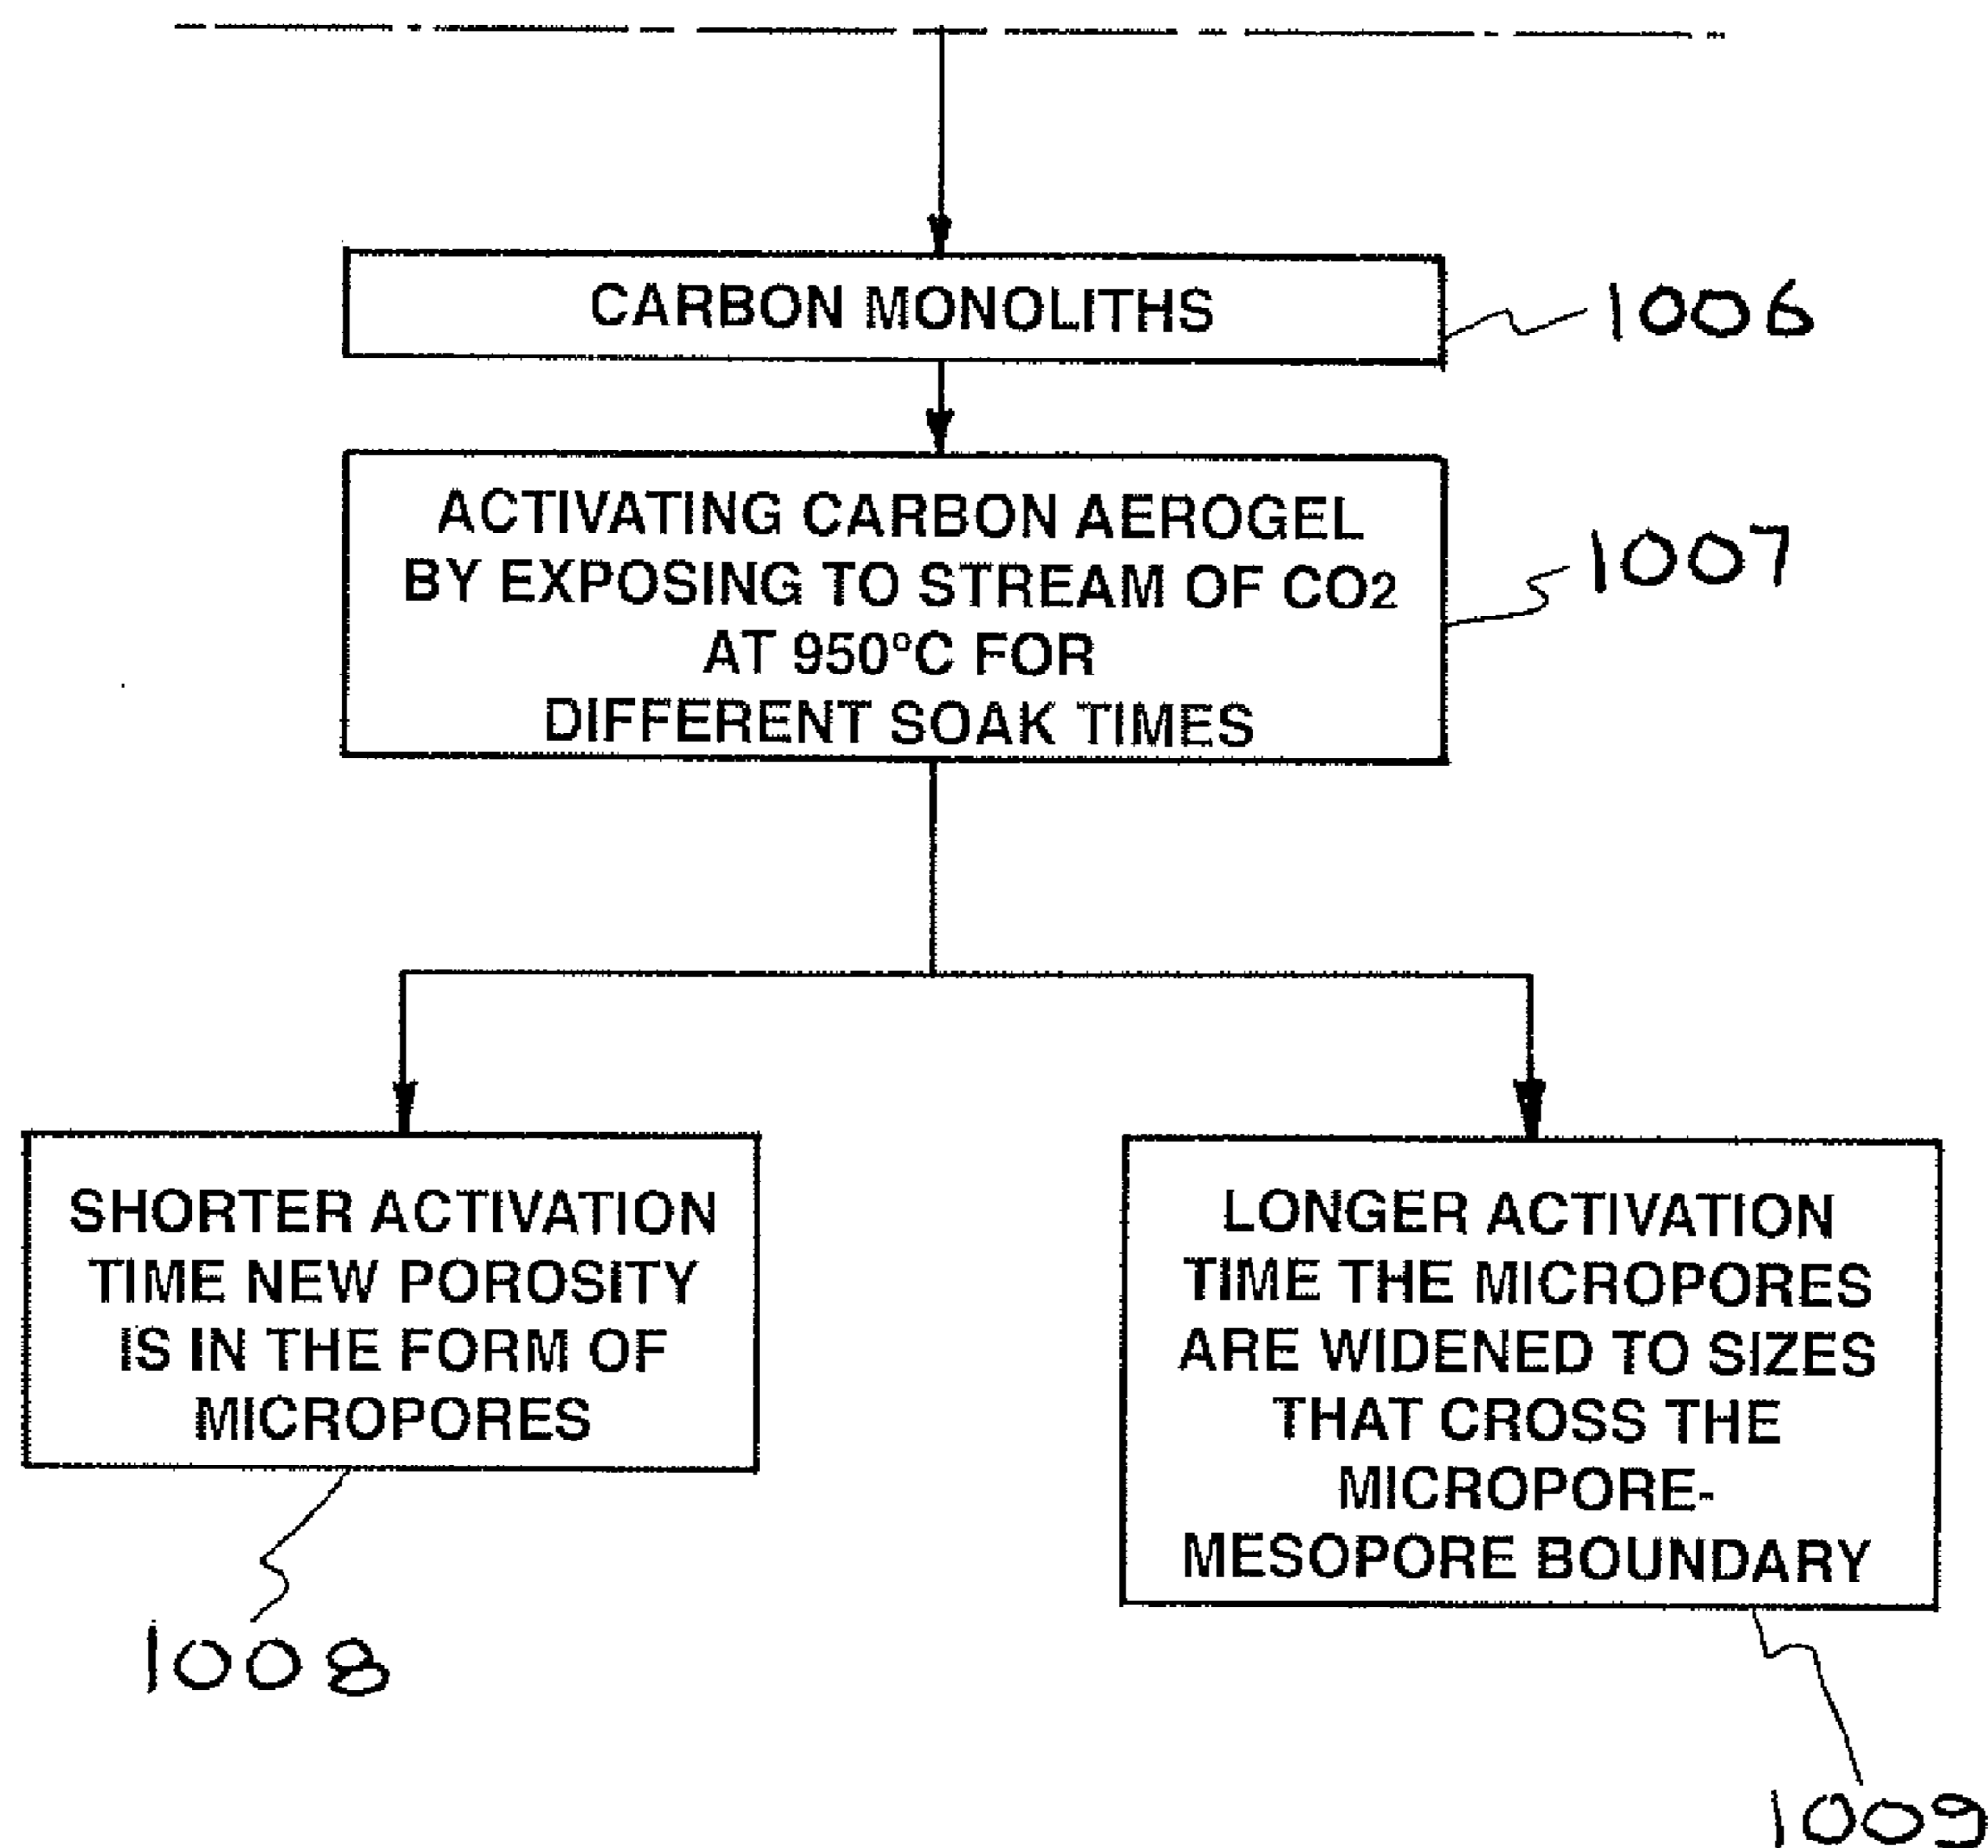 CARBON MONOLITHS
1006
ACTIVATING CARBON AEROGEL
BY EXPOSING TO STREAM OF CO2
AT 950°C FOR
DIFFERENT SOAK TIMES
1007
SHORTER ACTIVATION
TIME NEW POROSITY
IS IN THE FORM OF
MICROPORES
1008
LONGER ACTIVATION
TIME THE MICROPORES
ARE WIDENED TO SIZES
THAT CROSS THE
MICROPORE-
MESOPORE BOUNDARY
1009